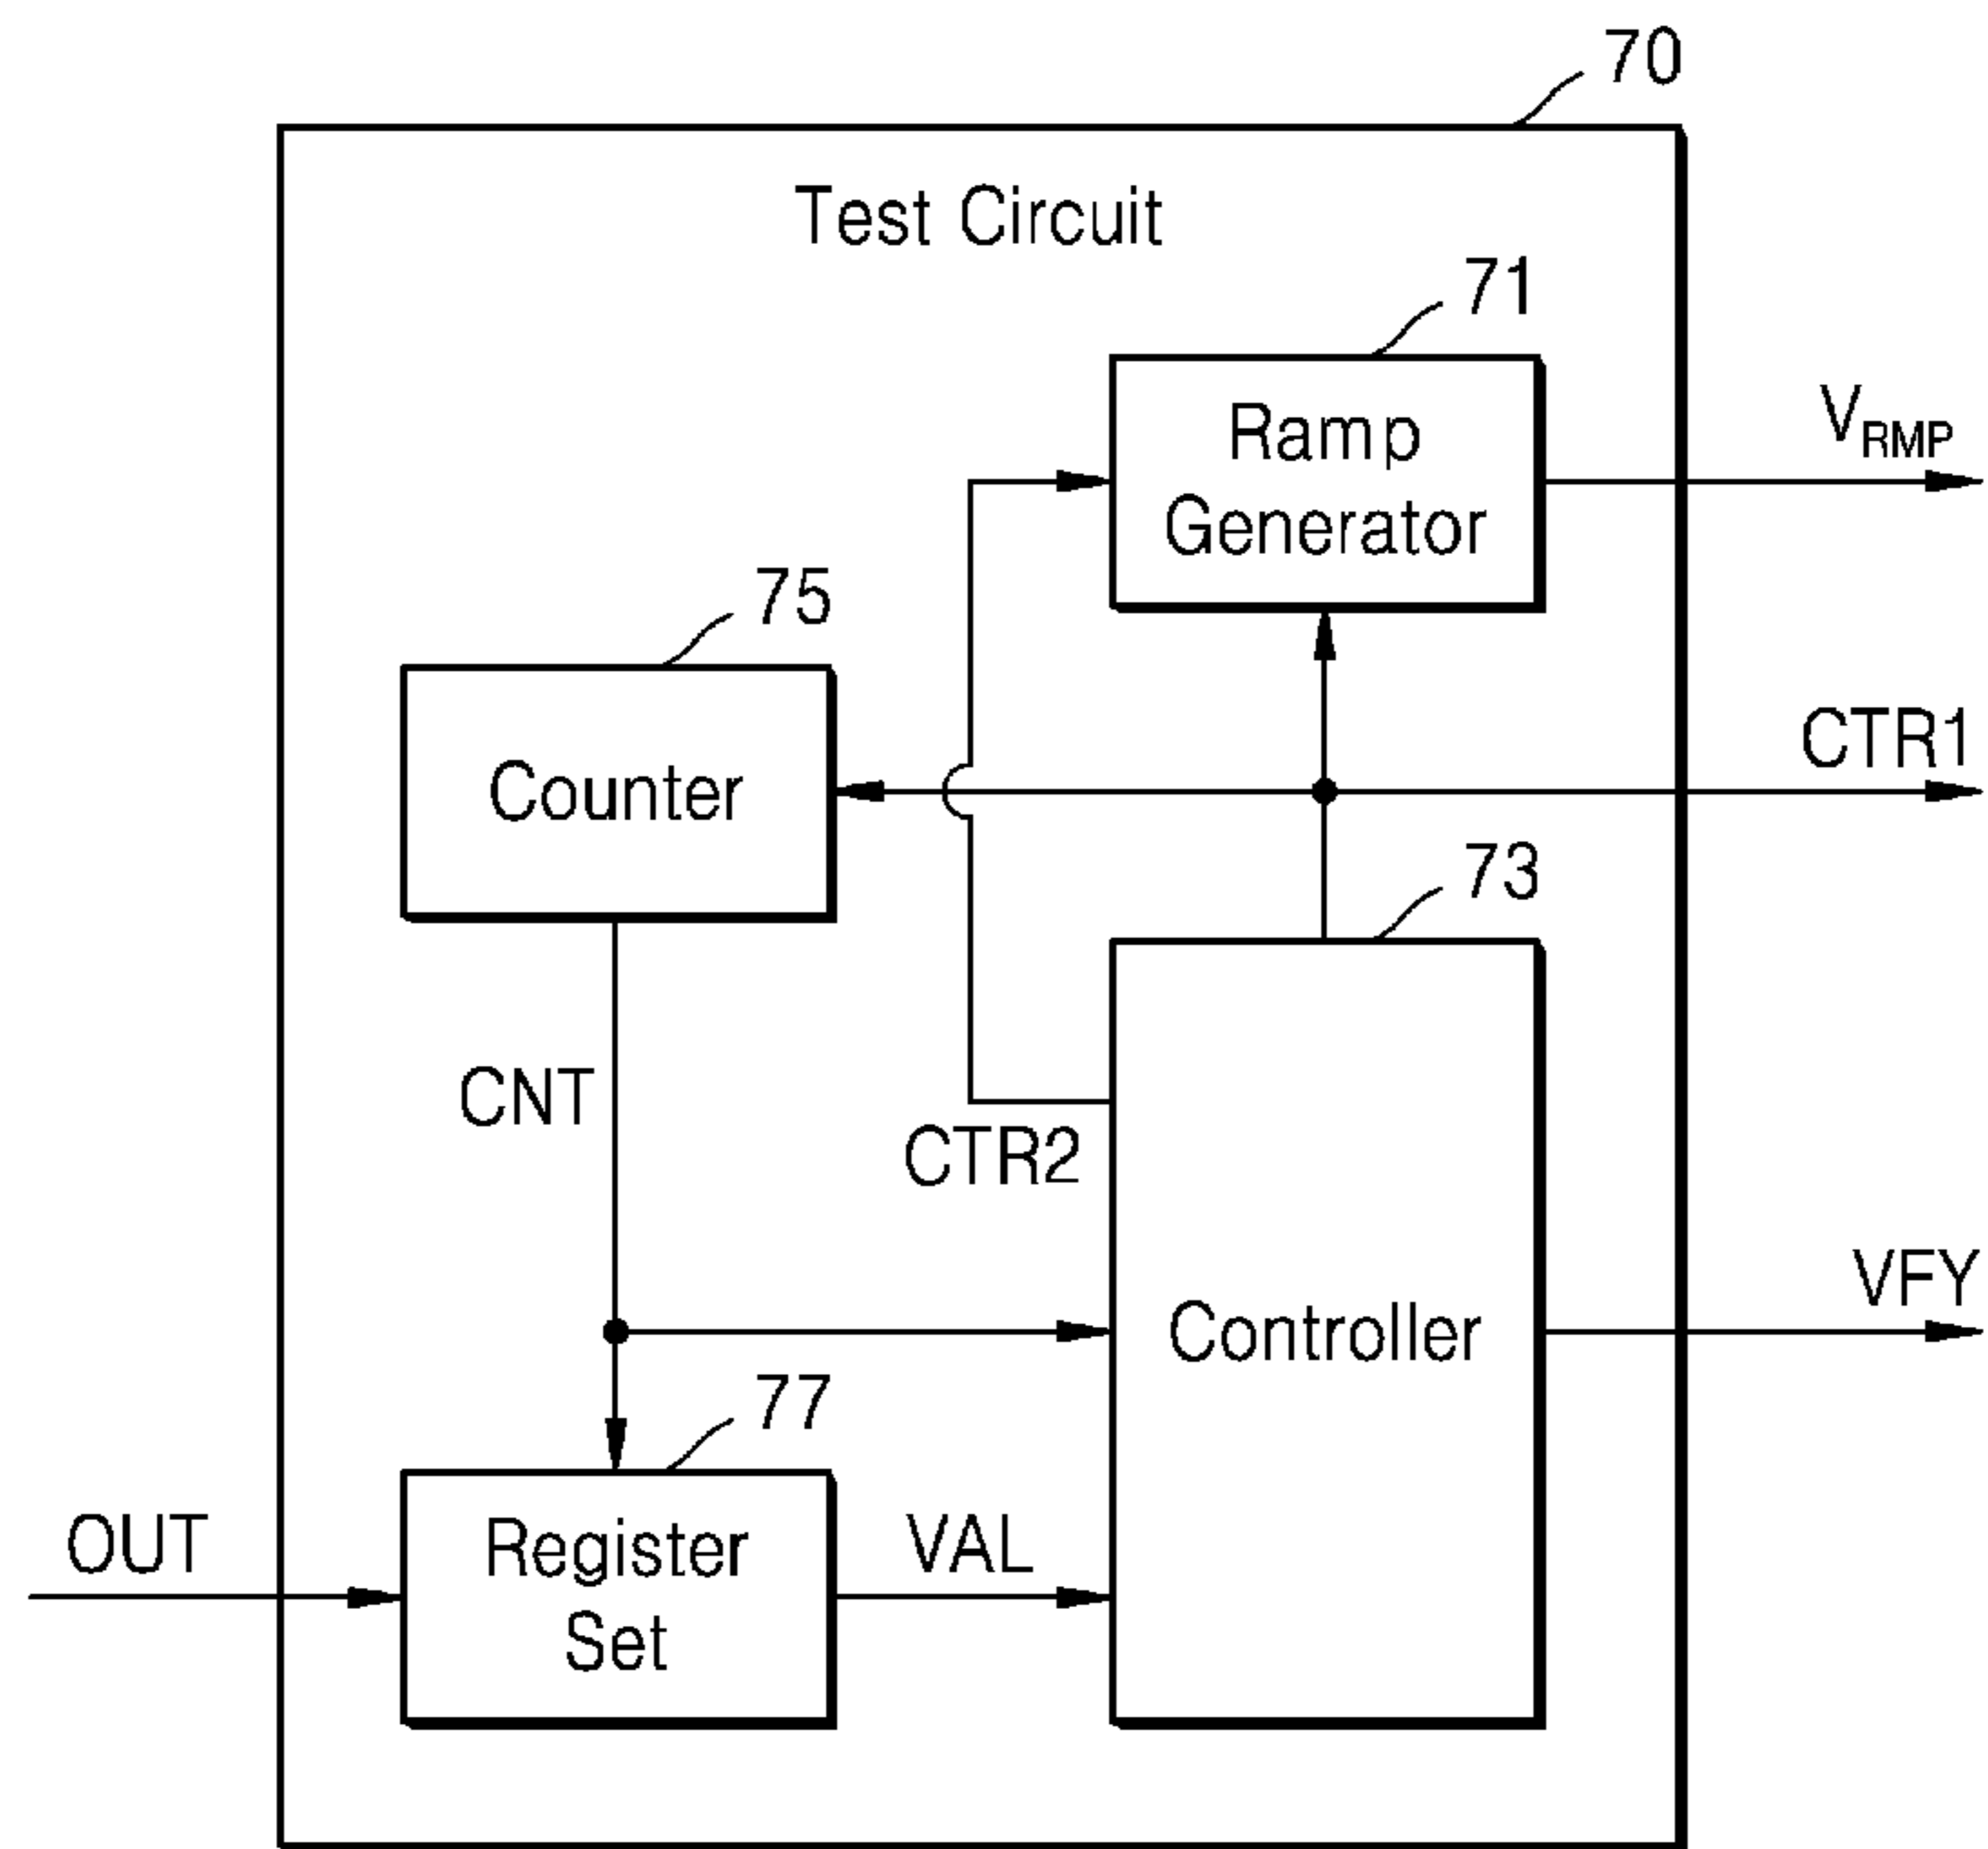 70
Test Circuit
71
Ramp
Generator
V_RMP
75
Counter
CTR1
73
CNT
CTR2
Controller
VFY
77
OUT
Register
Set
VAL